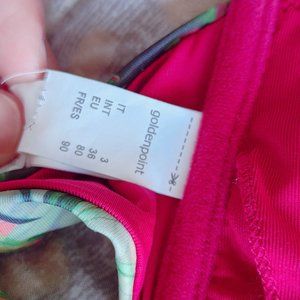 goldenpoint
IT 3
INT
EU 36 80
FR/ES 90